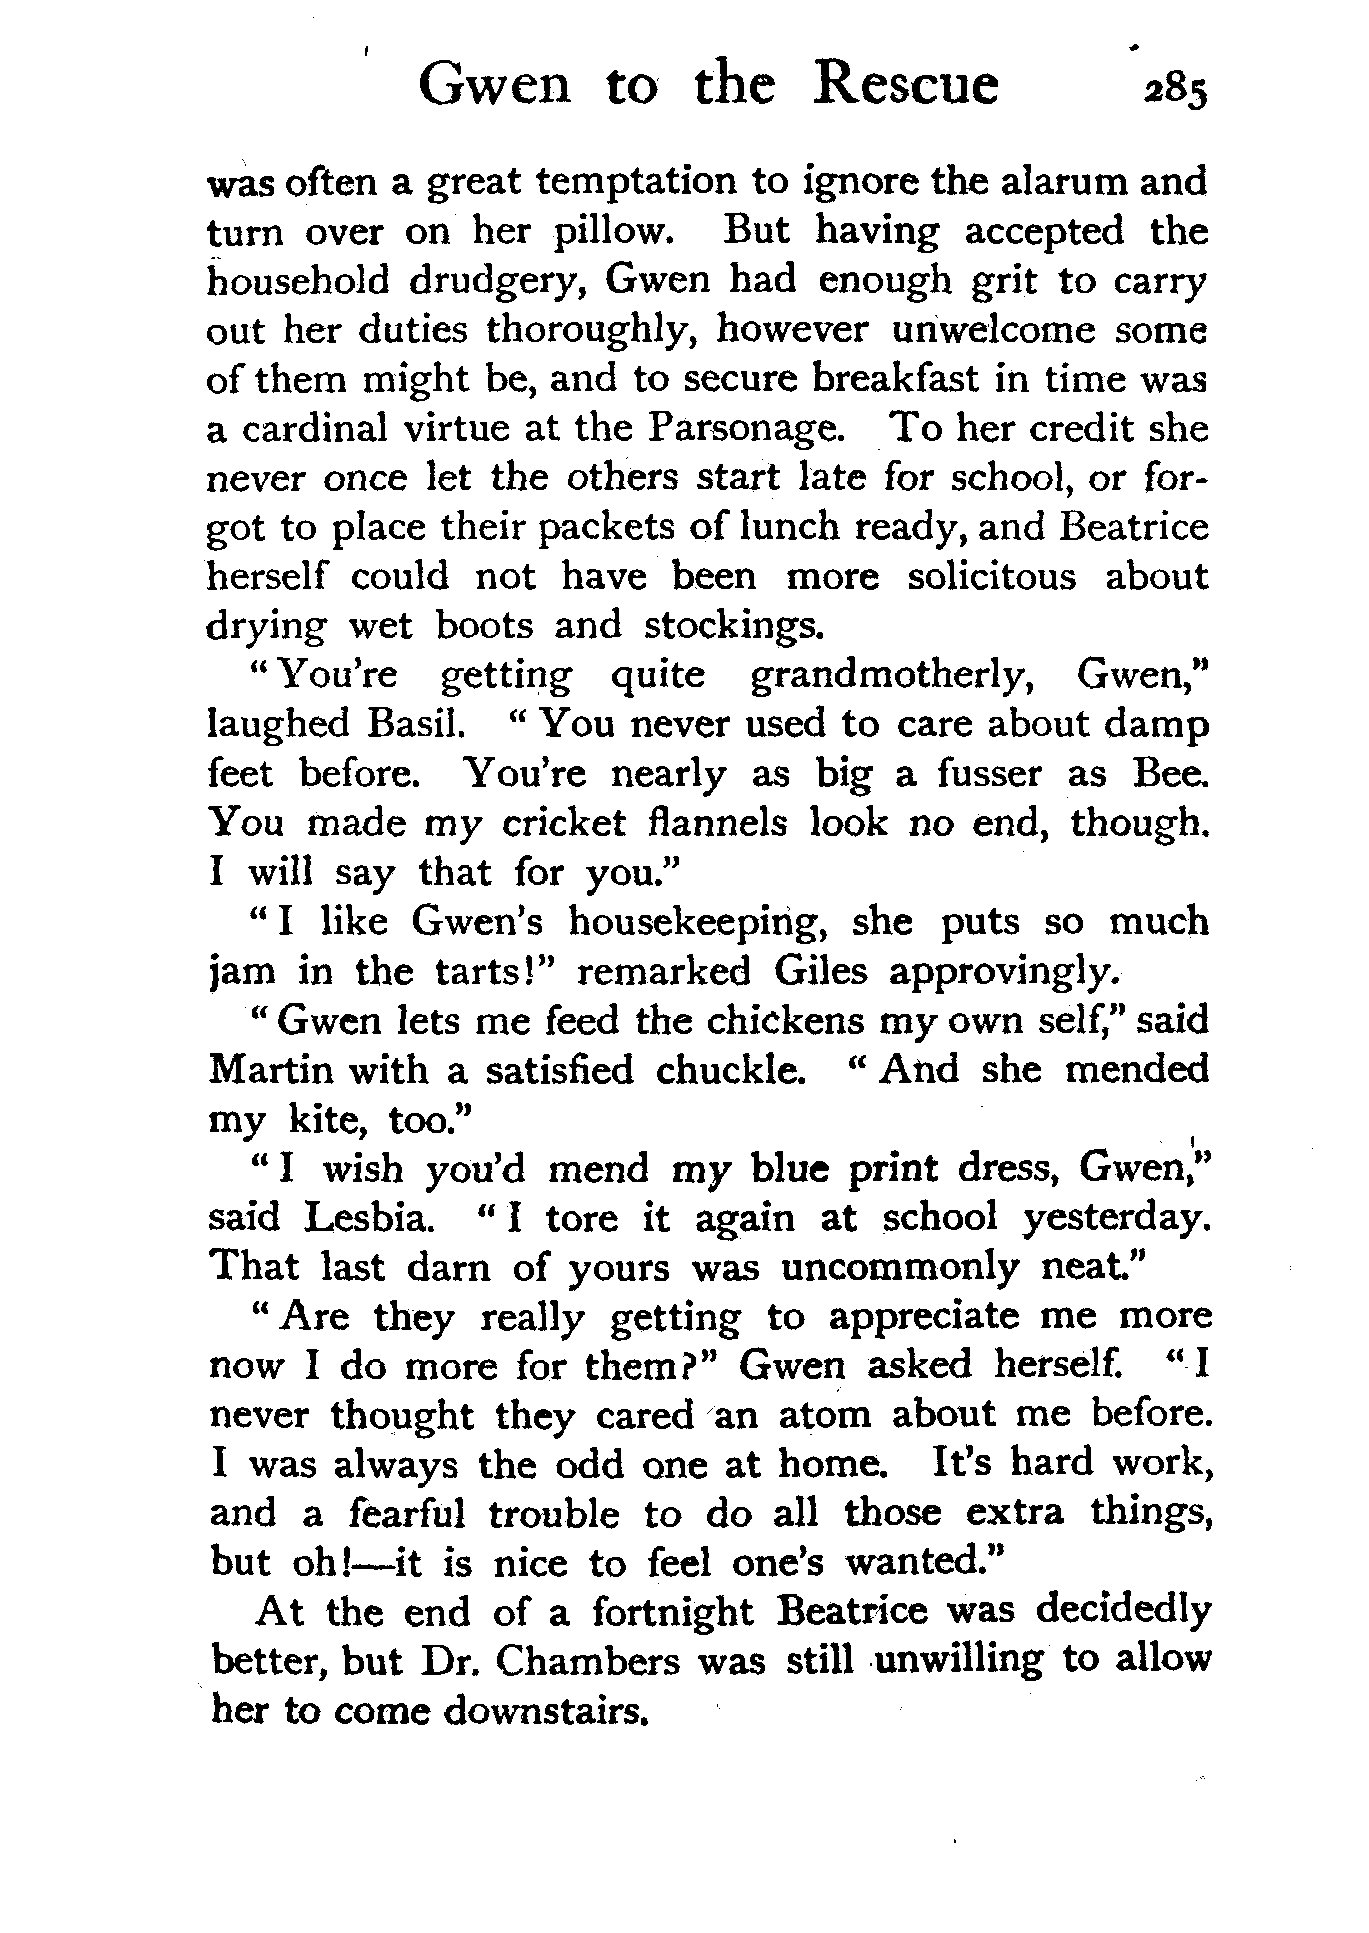 Gwen to the Rescue 285
was often a great temptation to ignore the alarum and
turn over on her pillow. But having accepted the
household drudgery, Gwen had enough grit to carry
out her duties thoroughly, however unwelcome some
of them might be, and to secure breakfast in time was
a cardinal virtue at the Parsonage. To her credit she
never once let the others start late for school, or for-
got to place their packets of lunch ready, and Beatrice
herself could not have been more solicitous about
drying wet boots and stockings.
"You're getting quite grandmotherly, Gwen,"
laughed Basil. "You never used to care about damp
feet before. You're nearly as big a fusser as Bee.
You made my cricket flannels look no end, though.
I will say that for you."
"I like Gwen's housekeeping, she puts so much
jam in the tarts!" remarked Giles approvingly.
"Gwen lets me feed the chickens my own self," said
Martin with a satisfied chuckle. "And she mended
my kite, too."
"I wish you'd mend my blue print dress, Gwen,"
said Lesbia. "I tore it again at school yesterday.
That last darn of yours was uncommonly neat."
"Are they really getting to appreciate me more
now I do more for them?" Gwen asked herself. "I
never thought they cared an atom about me before.
I was always the odd one at home. It's hard work,
and a fearful trouble to do all those extra things,
but oh!—it is nice to feel one's wanted."
At the end of a fortnight Beatrice was decidedly
better, but Dr. Chambers was still unwilling to allow
her to come downstairs.